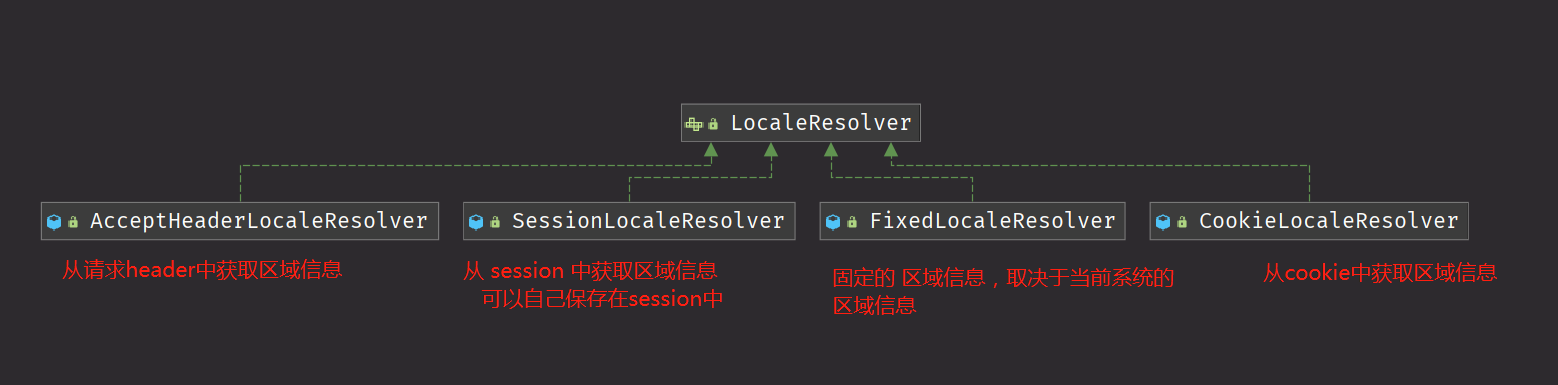 LocaleResolver
AcceptHeaderLocaleResolver
SessionLocaleResolver
FixedLocaleResolver
CookieLocaleResolver
从请求header中获取区域信息
从 session 中获取区域信息
可以自己保存在session中
固定的 区域信息，取决于当前系统的
区域信息
从cookie中获取区域信息